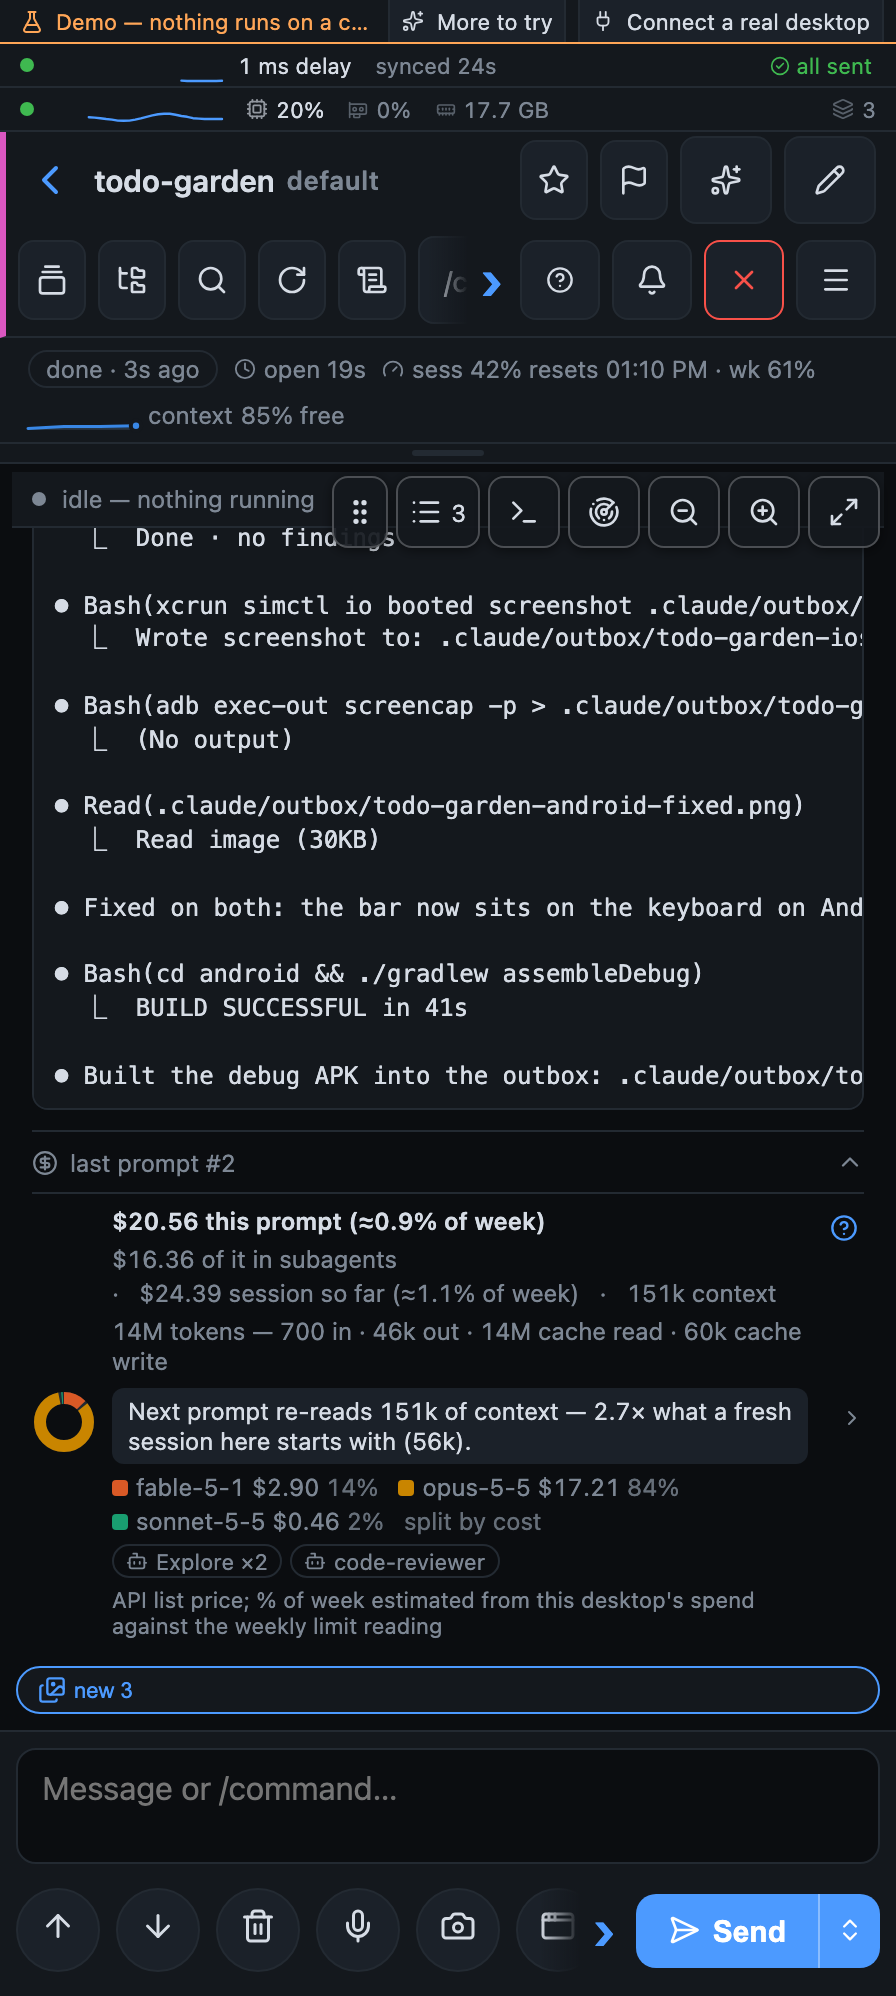 Demo — nothing runs on a c...
More to try
Connect a real desktop
1 ms delay synced 24s
all sent
20% 0% 17.7 GB
3
todo-garden default
done · 3s ago open 19s sess 42% resets 01:10 PM · wk 61%
context 85% free
idle — nothing running
3
Done · no findings
Bash(xcrun simctl io booted screenshot .claude/outbox/
Wrote screenshot to: .claude/outbox/todo-garden-ios
Bash(adb exec-out screencap -p > .claude/outbox/todo-g
(No output)
Read(.claude/outbox/todo-garden-android-fixed.png)
Read image (30KB)
Fixed on both: the bar now sits on the keyboard on And
Bash(cd android && ./gradlew assembleDebug)
BUILD SUCCESSFUL in 41s
Built the debug APK into the outbox: .claude/outbox/to
last prompt #2
$20.56 this prompt (≈0.9% of week)
$16.36 of it in subagents
· $24.39 session so far (≈1.1% of week) · 151k context
14M tokens — 700 in · 46k out · 14M cache read · 60k cache
write
Next prompt re-reads 151k of context — 2.7× what a fresh
session here starts with (56k).
fable-5-1 $2.90 14% opus-5-5 $17.21 84%
sonnet-5-5 $0.46 2% split by cost
Explore ×2 code-reviewer
API list price; % of week estimated from this desktop's spend
against the weekly limit reading
new 3
Message or /command...
Send